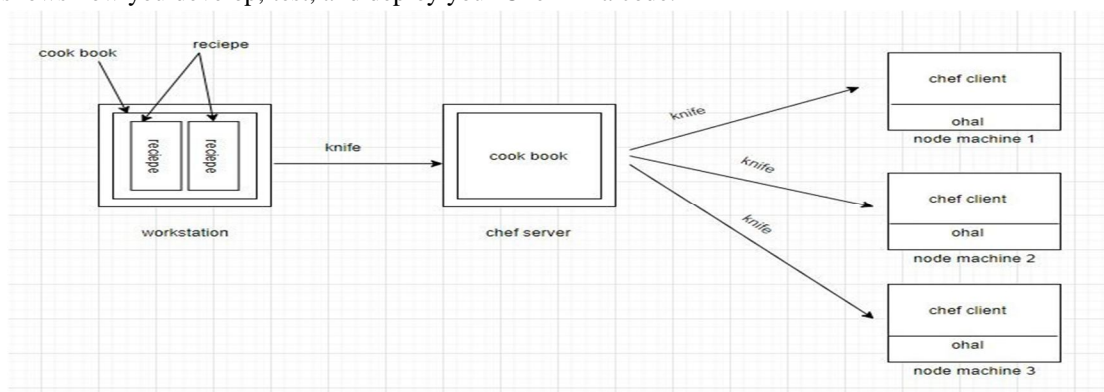 shows how you develop, test, and deploy your Chef Infra code.
reciepe
cook book
reciepe
reciepe
knife
cook book
workstation
chef server
knife
knife
knife
chef client
ohal
node machine 1
chef client
ohal
node machine 2
chef client
ohal
node machine 3